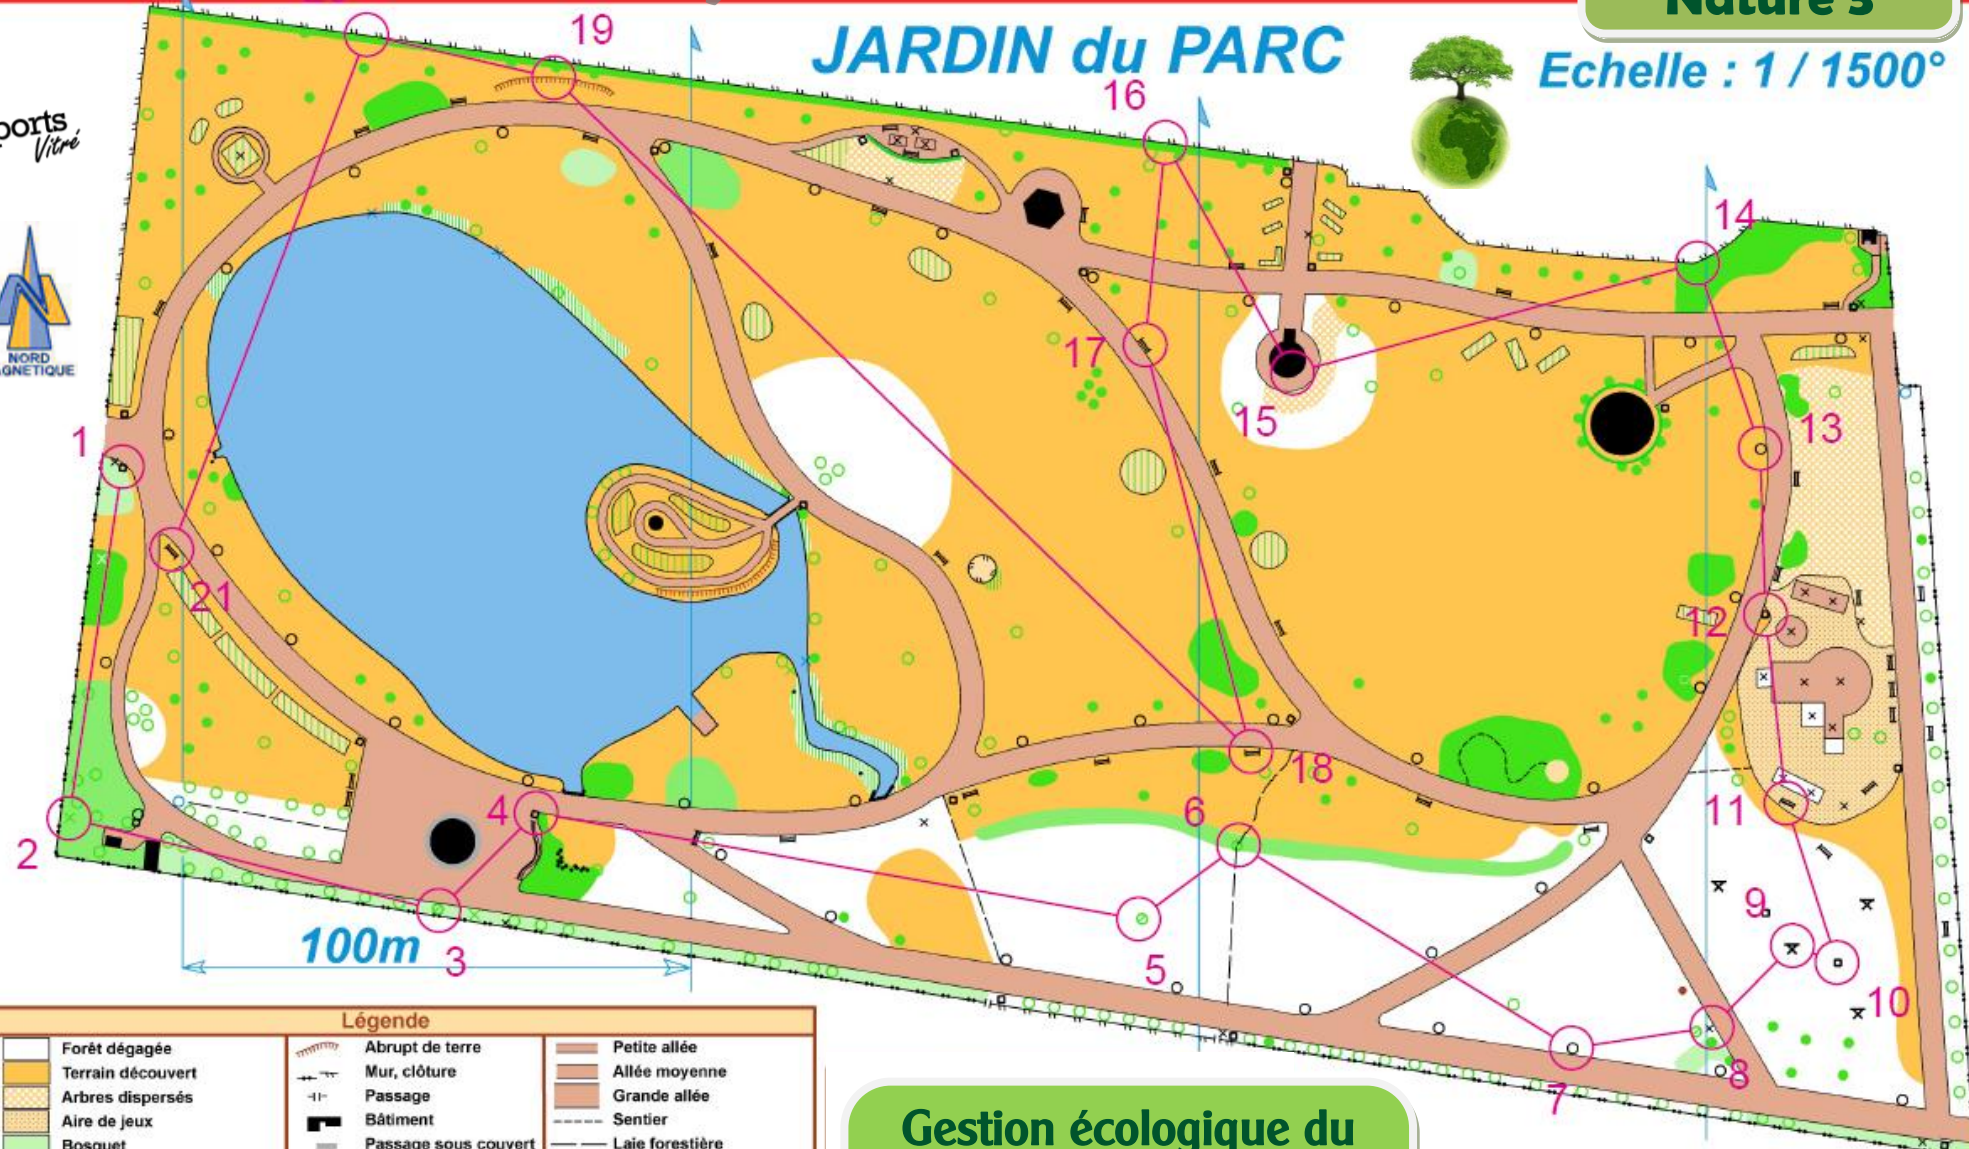 Nature's
JARDIN du PARC
Echelle : 1 / 1500°
ports
Vitré
NORD
GNETIQUE
19
16
14
17
15
13
1
21
12
18
4
6
11
2
9
3
5
10
8
7
100m
Légende
Forêt dégagée
Terrain découvert
Arbres dispersés
Aire de jeux
Bosquet
Abrupt de terre
Mur, clôture
Passage
Bâtiment
Passage sous couvert
Petite allée
Allée moyenne
Grande allée
Sentier
Laie forestière
Gestion écologique du